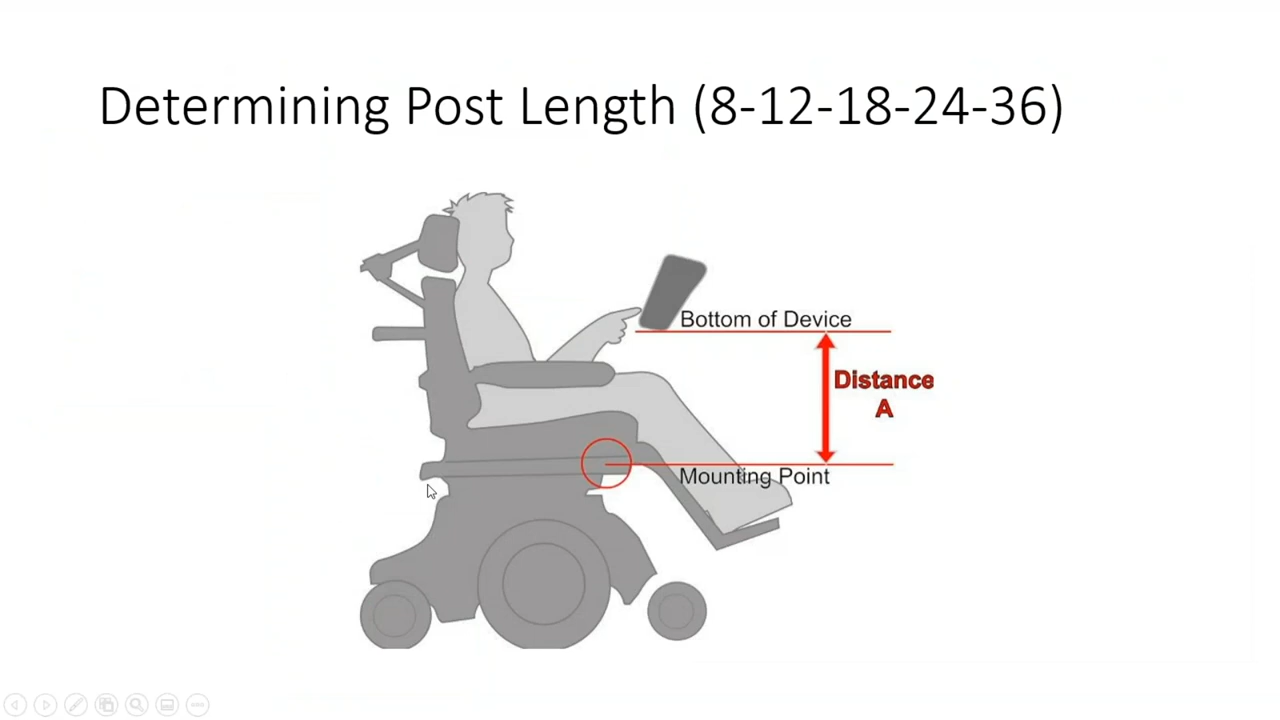 Determining Post Length (8-12-18-24-36)
Bottom of Device
Distance
A
Mounting Point